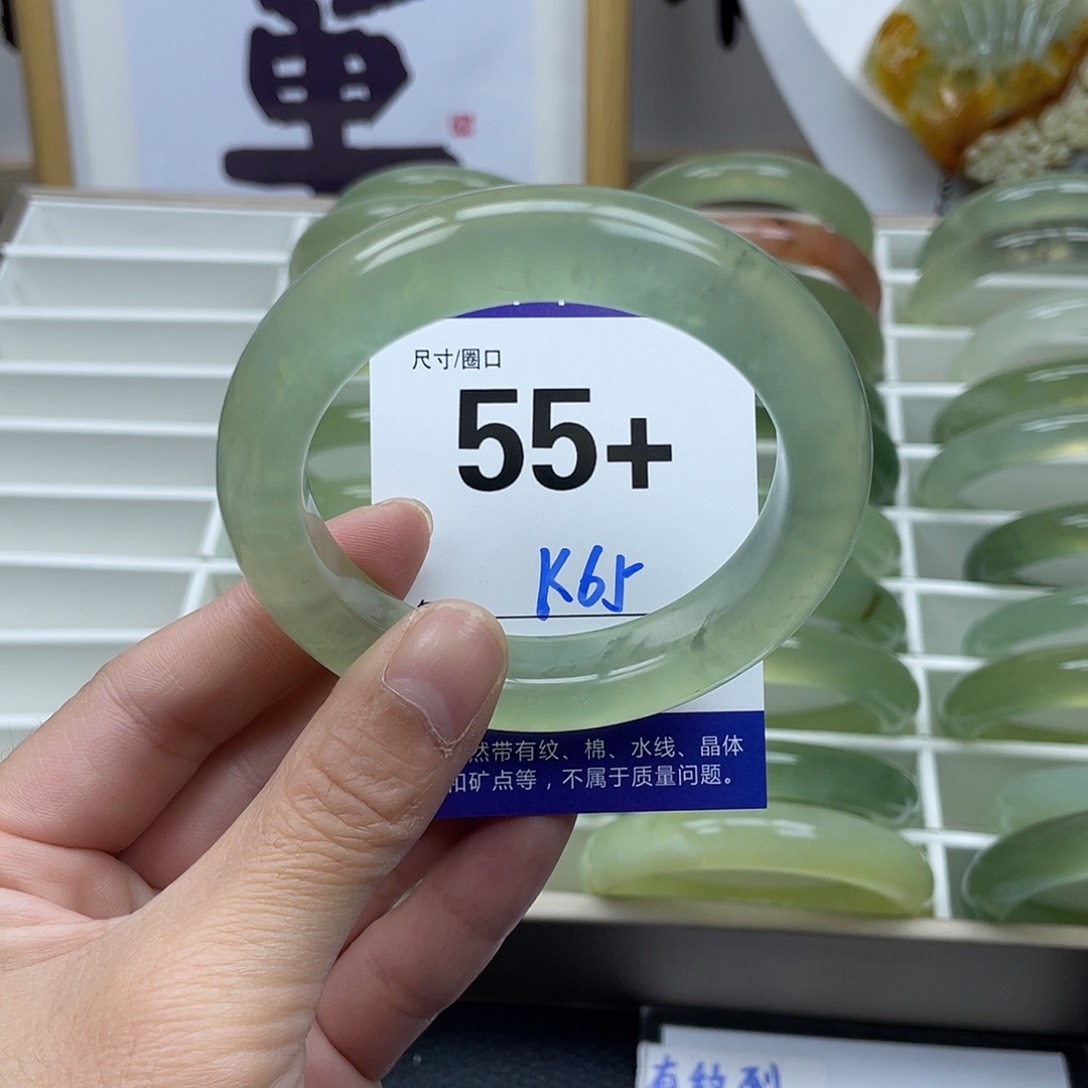 尺寸/圈口
55+
K65
然带有纹、棉、水线、晶体
和矿点等，不属于质量问题。